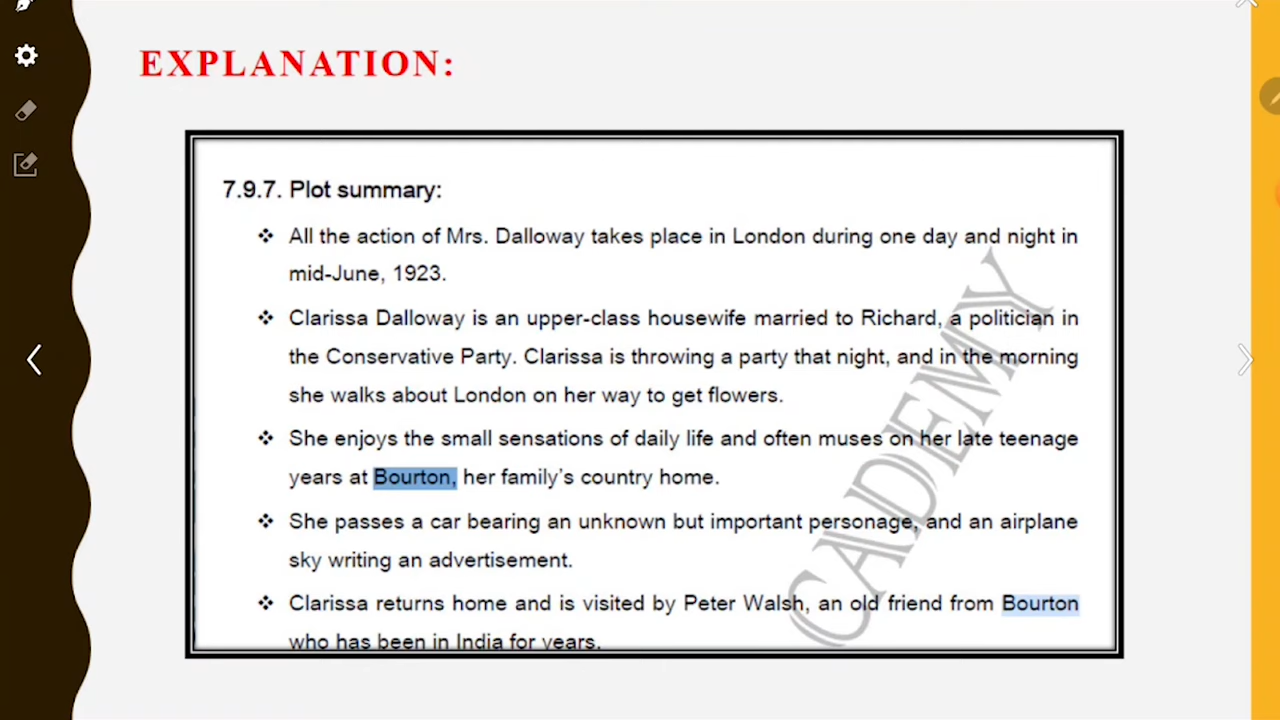 EXPLANATION:
7.9.7. Plot summary:
❖ All the action of Mrs. Dalloway takes place in London during one day and night in
mid-June, 1923.
❖ Clarissa Dalloway is an upper-class housewife married to Richard, a politician in
the Conservative Party. Clarissa is throwing a party that night, and in the morning
she walks about London on her way to get flowers.
❖ She enjoys the small sensations of daily life and often muses on her late teenage
years at Bourton, her family's country home.
❖ She passes a car bearing an unknown but important personage, and an airplane
sky writing an advertisement.
❖ Clarissa returns home and is visited by Peter Walsh, an old friend from Bourton
who has been in India for years.
CADEMY